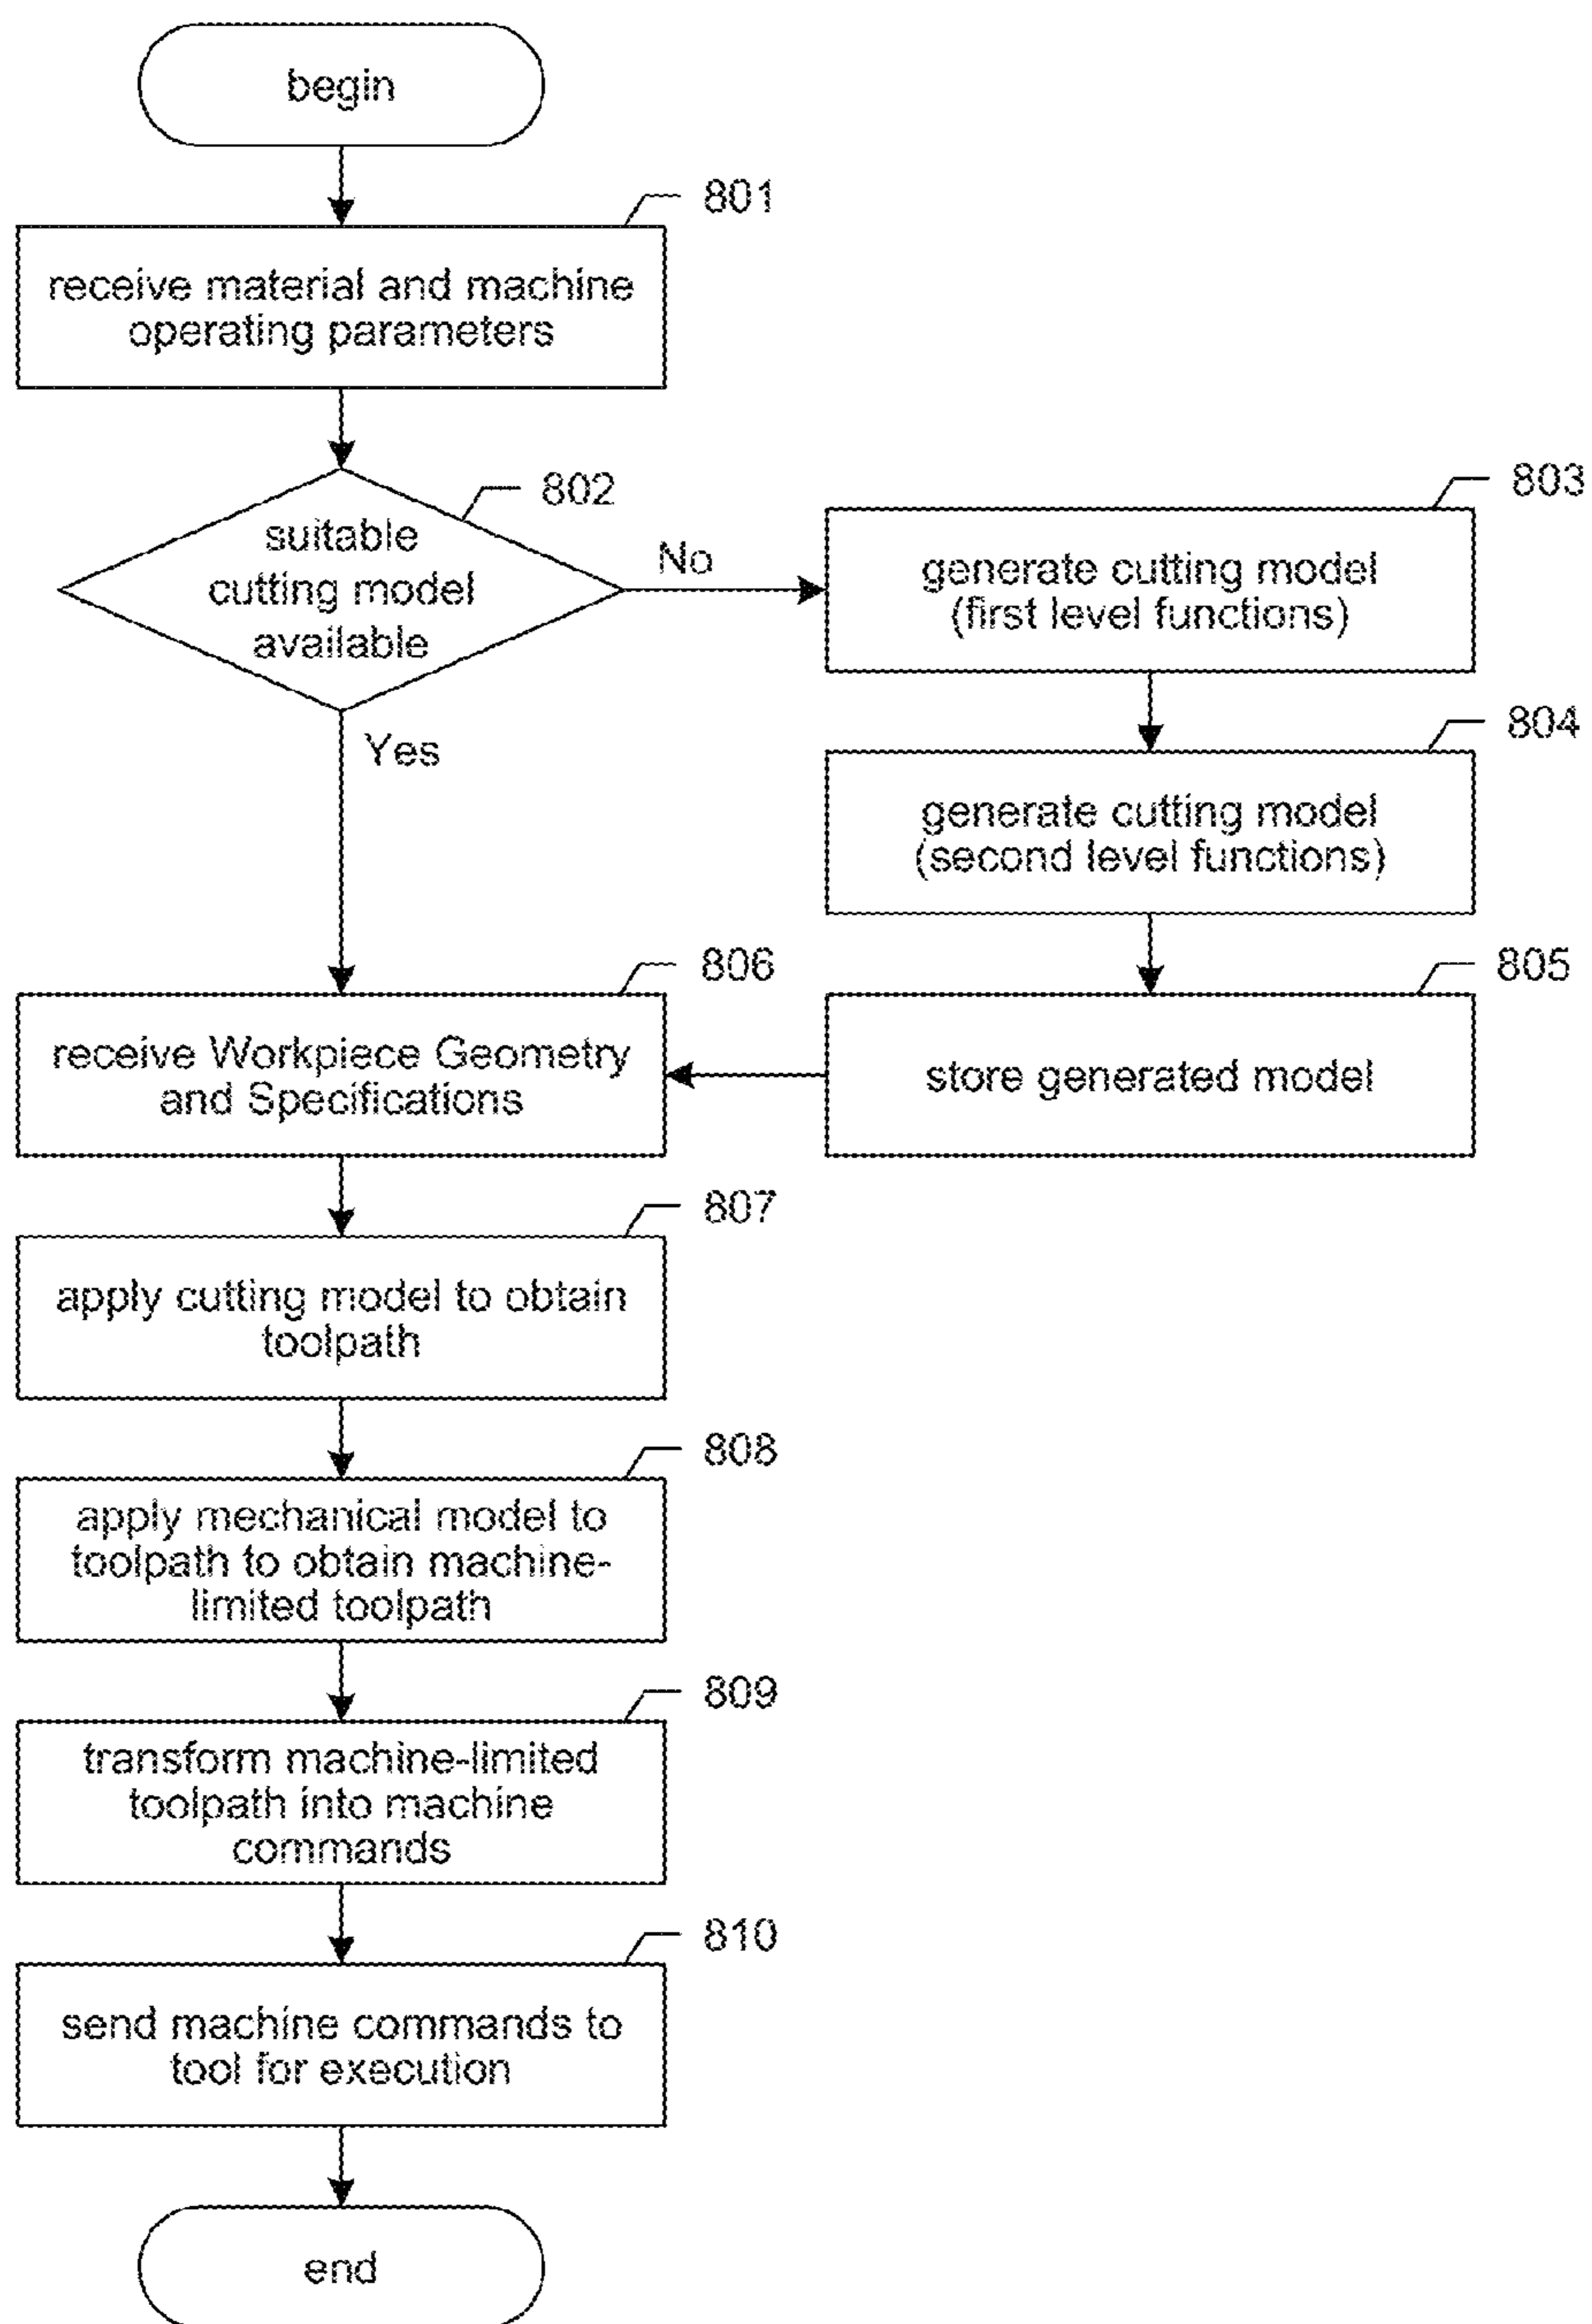 begin
801
receive material and machine
operating parameters
802
suitable
cutting model
available
No
Yes
803
generate cutting model
(first level functions)
804
generate cutting model
(second level functions)
805
store generated model
806
receive Workpiece Geometry
and Specifications
807
apply cutting model to obtain
toolpath
808
apply mechanical model to
toolpath to obtain machine-
limited toolpath
809
transform machine-limited
toolpath into machine
commands
810
send machine commands to
tool for execution
end